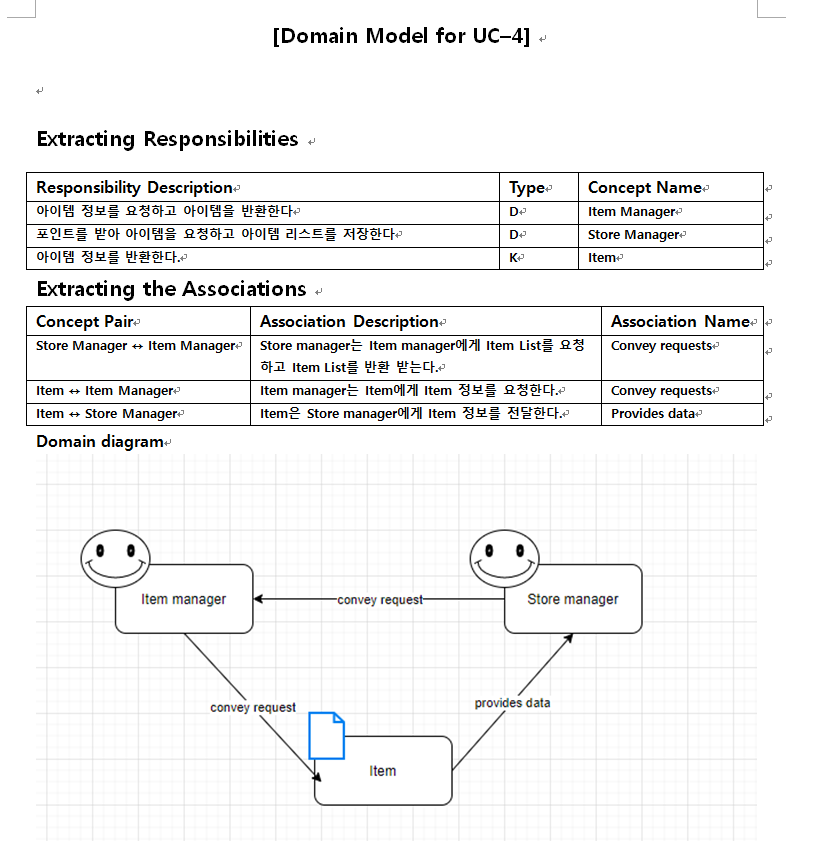 [Domain Model for UC–4]
Extracting Responsibilities
Responsibility Description Type Concept Name
아이템 정보를 요청하고 아이템을 반환한다 D Item Manager
포인트를 받아 아이템을 요청하고 아이템 리스트를 저장한다 D Store Manager
아이템 정보를 반환한다. K Item
Extracting the Associations
Concept Pair Association Description Association Name
Store Manager ↔ Item Manager Store manager는 Item manager에게 Item List를 요청 Convey requests
하고 Item List를 반환 받는다.
Item ↔ Item Manager Item manager는 Item에게 Item 정보를 요청한다. Convey requests
Item ↔ Store Manager Item은 Store manager에게 Item 정보를 전달한다. Provides data
Domain diagram
Item manager convey request Store manager
convey request provides data
Item